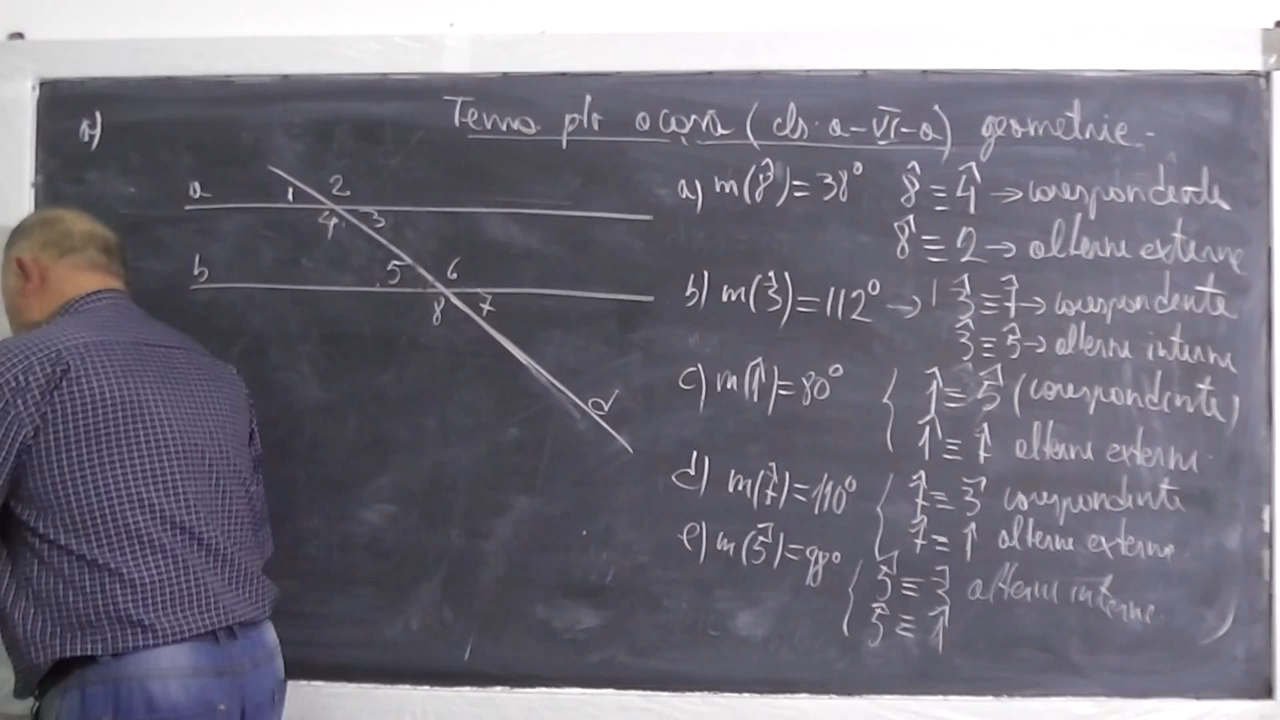 Tema ptr acasă (cls. a-VI-a) geometrie.
a
1 2
4 3
b
5 6
8 7
d
a) m(8̂)=38° 8̂ ≡ 4̂ → corespondente
8̂ ≡ 2 → alterne externe
b) m(3̂)=112° → 3̂ ≡ 7̂ → corespondente
3̂ ≡ 5̂ → alterne interne
c) m(1̂)=80° { 1̂ ≡ 5̂ (corespondente)
1̂ ≡ 7̂ alterne externe.
d) m(7̂)=110° { 7̂ ≡ 3̂ corespondente
7̂ ≡ 1̂ alterne externe
e) m(5̂)=98° { 5̂ ≡ 3̂ alterne interne.
5̂ ≡ 1̂